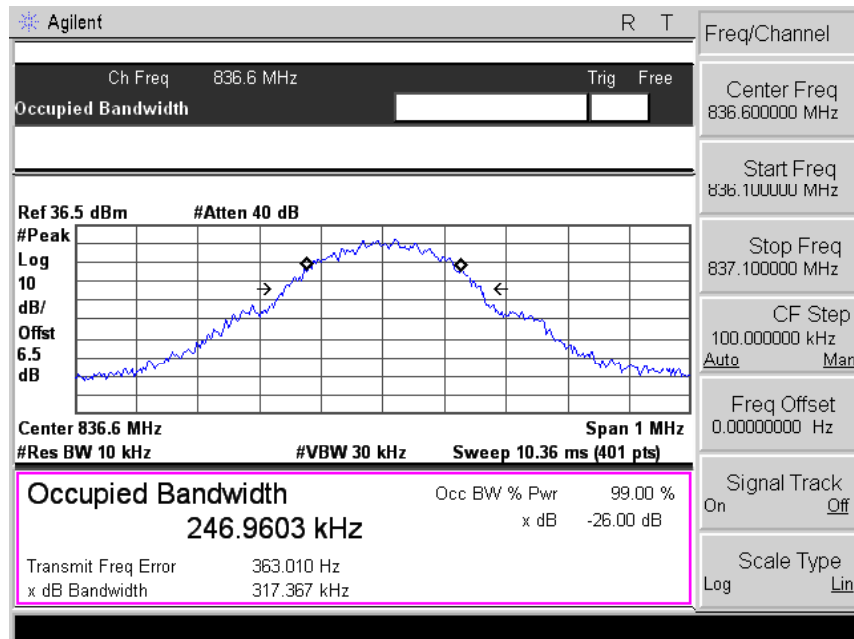 Agilent R T
Ch Freq 836.6 MHz Trig Free
Occupied Bandwidth
Ref 36.5 dBm #Atten 40 dB
#Peak
Log
10
dB/
Offst
6.5
dB
Center 836.6 MHz Span 1 MHz
#Res BW 10 kHz #VBW 30 kHz Sweep 10.36 ms (401 pts)
Occupied Bandwidth
246.9603 kHz
Occ BW % Pwr 99.00 %
x dB -26.00 dB
Transmit Freq Error 363.010 Hz
x dB Bandwidth 317.367 kHz
Freq/Channel
Center Freq
836.600000 MHz
Start Freq
836.100000 MHz
Stop Freq
837.100000 MHz
CF Step
100.000000 kHz
Auto Man
Freq Offset
0.00000000 Hz
Signal Track
On Off
Scale Type
Log Lin